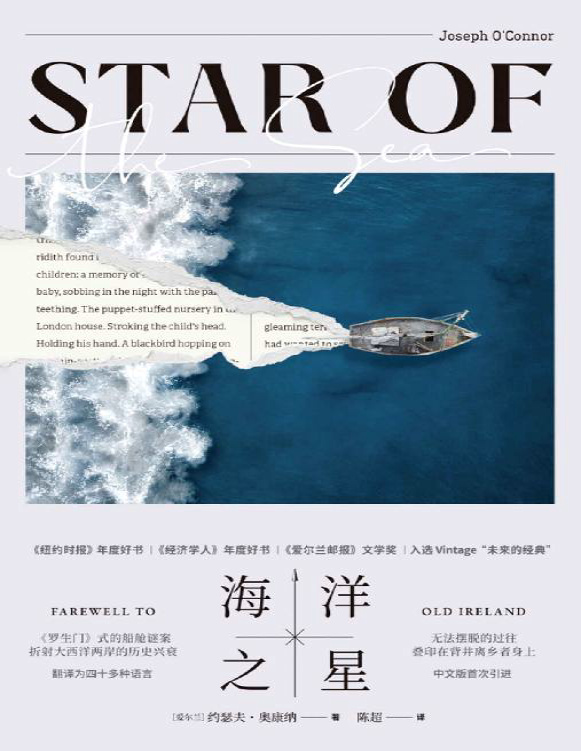 Joseph O'Connor
STAR OF
the Sea
ridith found
children: a memory of
baby, sobbing in the night with the
teething. The puppet-stuffed nursery in
London house. Stroking the child's head.
Holding his hand. A blackbird hopping on
gleaming
had wanted to
《纽约时报》年度好书 | 《经济学人》年度好书 | 《爱尔兰邮报》文学奖 | 入选 Vintage “未来的经典”
海 洋
之 星
FAREWELL TO
《罗生门》式的船舱谜案
折射大西洋两岸的历史兴衰
翻译为四十多种语言
OLD IRELAND
无法摆脱的过往
叠印在背井离乡者身上
中文版首次引进
[爱尔兰] 约瑟夫·奥康纳 —— 著 陈超 —— 译